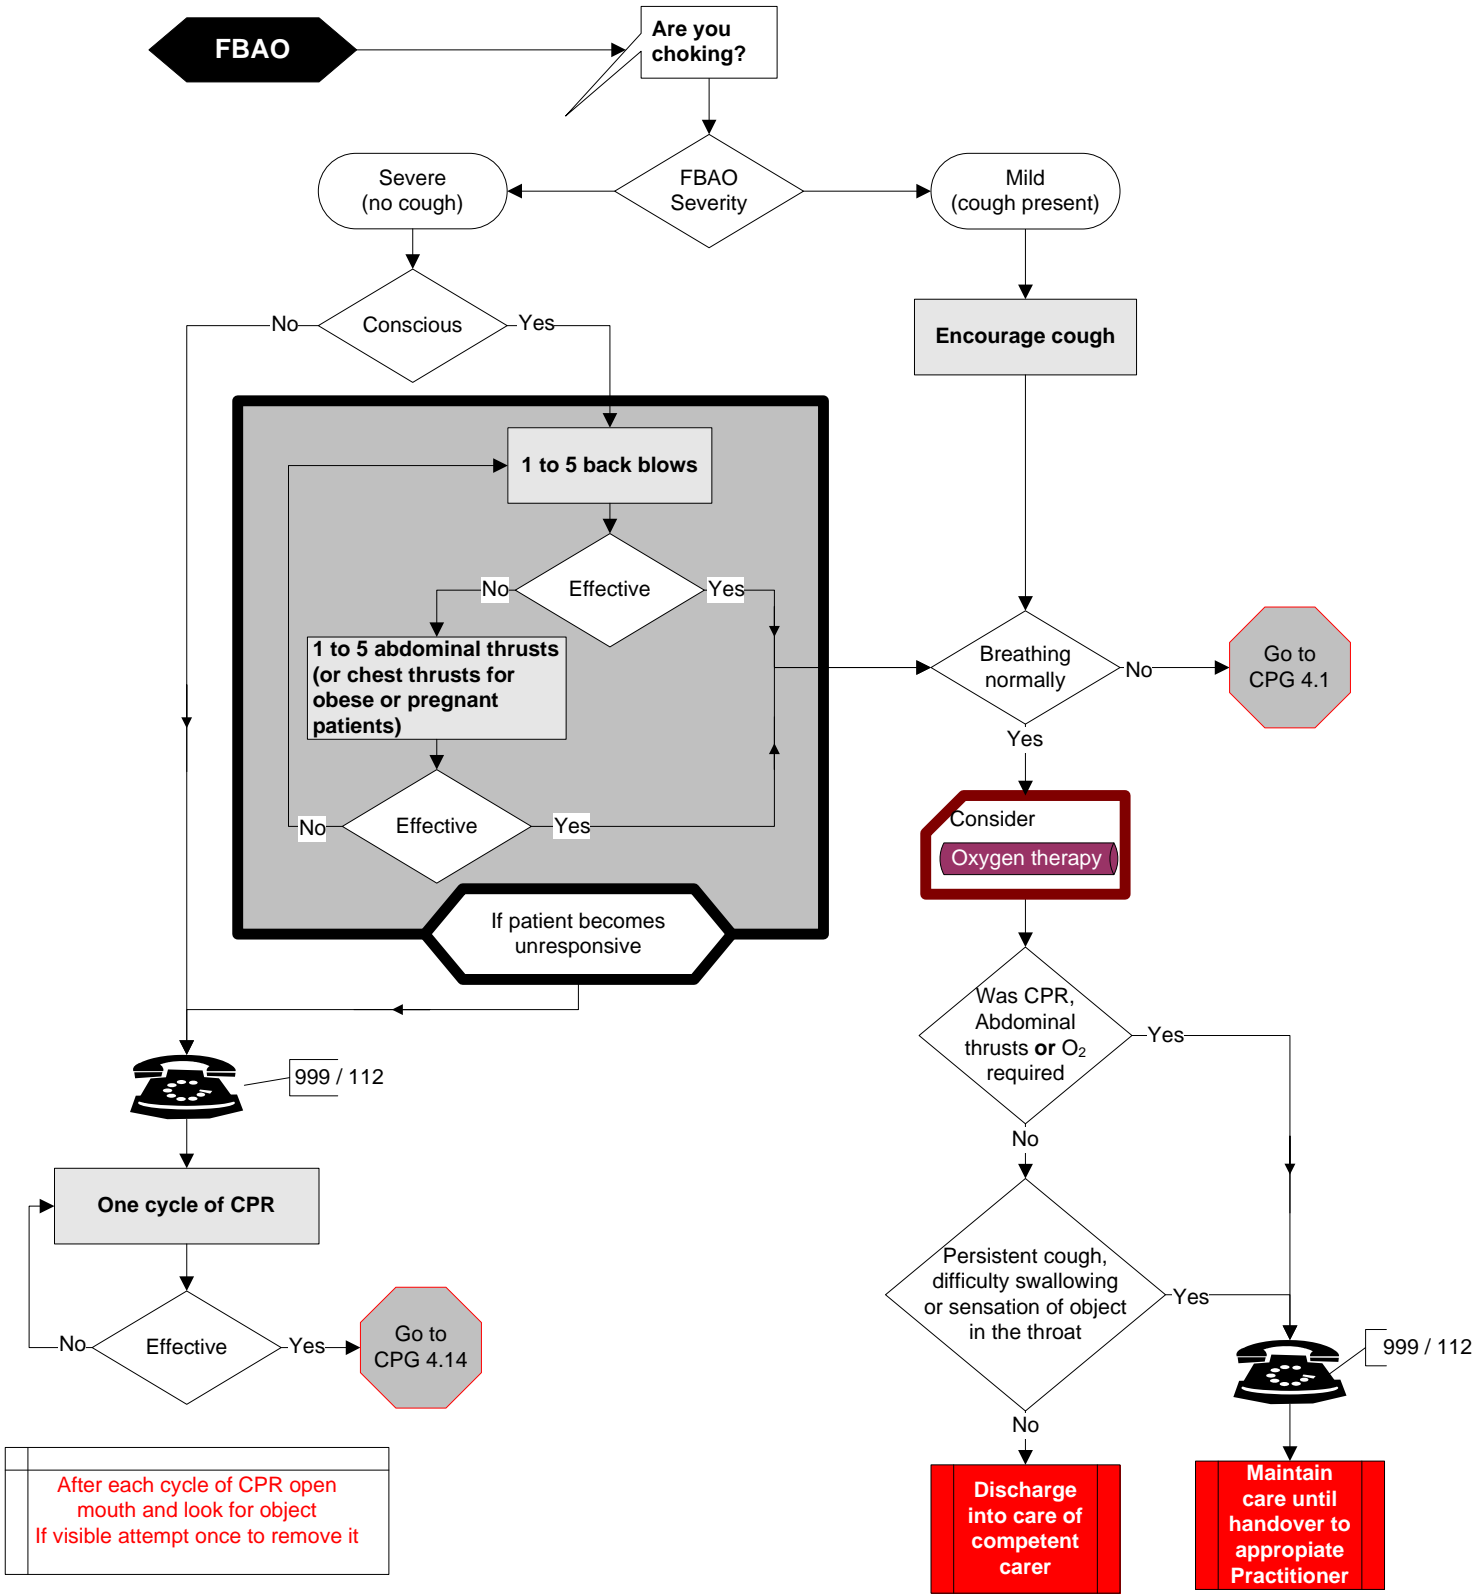 FBAO
Are you
choking?
Severe
(no cough)
FBAO
Severity
Mild
(cough present)
No
Conscious
Yes
Encourage cough
1 to 5 back blows
No
Effective
Yes
1 to 5 abdominal thrusts
(or chest thrusts for
obese or pregnant
patients)
Breathing
normally
No
Go to
CPG 4.1
Yes
No
Effective
Yes
Consider
Oxygen therapy
If patient becomes
unresponsive
Was CPR,
Abdominal
thrusts or O₂
required
Yes
No
999 / 112
One cycle of CPR
Persistent cough,
difficulty swallowing
or sensation of object
in the throat
Yes
No
Effective
Yes
Go to
CPG 4.14
999 / 112
No
After each cycle of CPR open
mouth and look for object
If visible attempt once to remove it
Discharge
into care of
competent
carer
Maintain
care until
handover to
appropiate
Practitioner